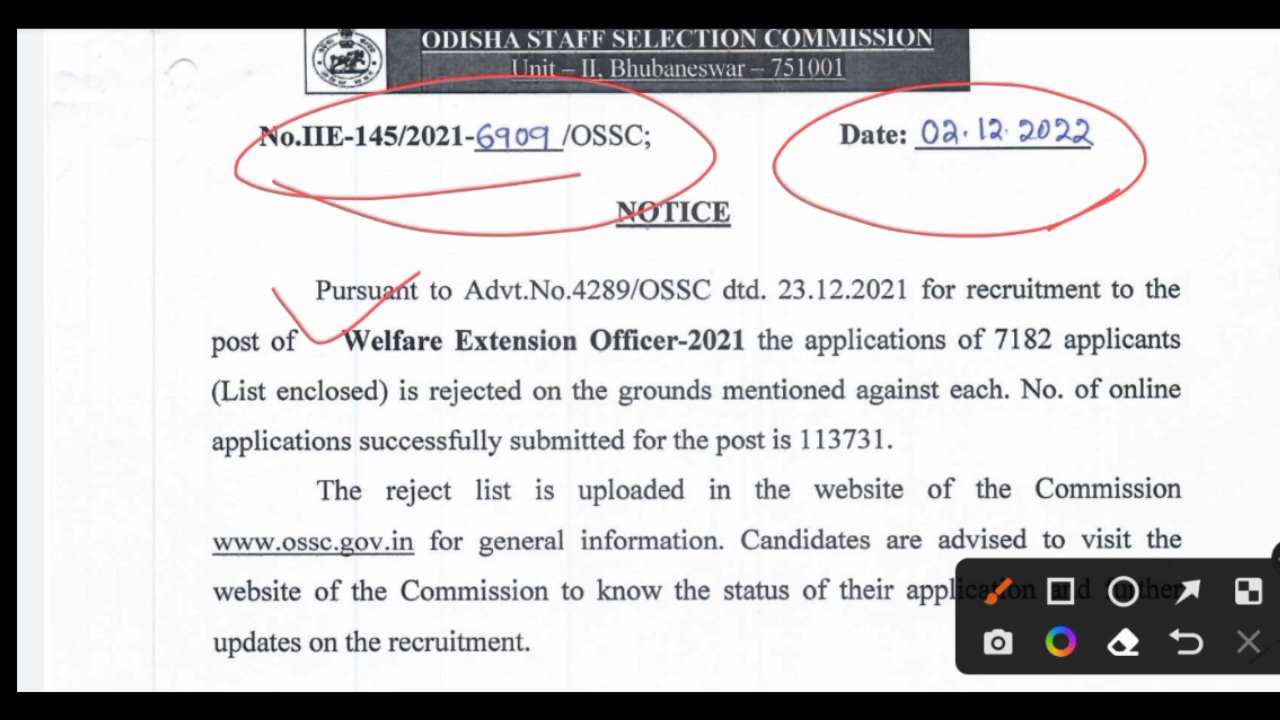 ODISHA STAFF SELECTION COMMISSION
Unit – II, Bhubaneswar – 751001
No.IIE-145/2021-6909 /OSSC;
Date: 02.12.2022
NOTICE
Pursuant to Advt.No.4289/OSSC dtd. 23.12.2021 for recruitment to the
post of Welfare Extension Officer-2021 the applications of 7182 applicants
(List enclosed) is rejected on the grounds mentioned against each. No. of online
applications successfully submitted for the post is 113731.
The reject list is uploaded in the website of the Commission
www.ossc.gov.in for general information. Candidates are advised to visit the
website of the Commission to know the status of their application and further
updates on the recruitment.